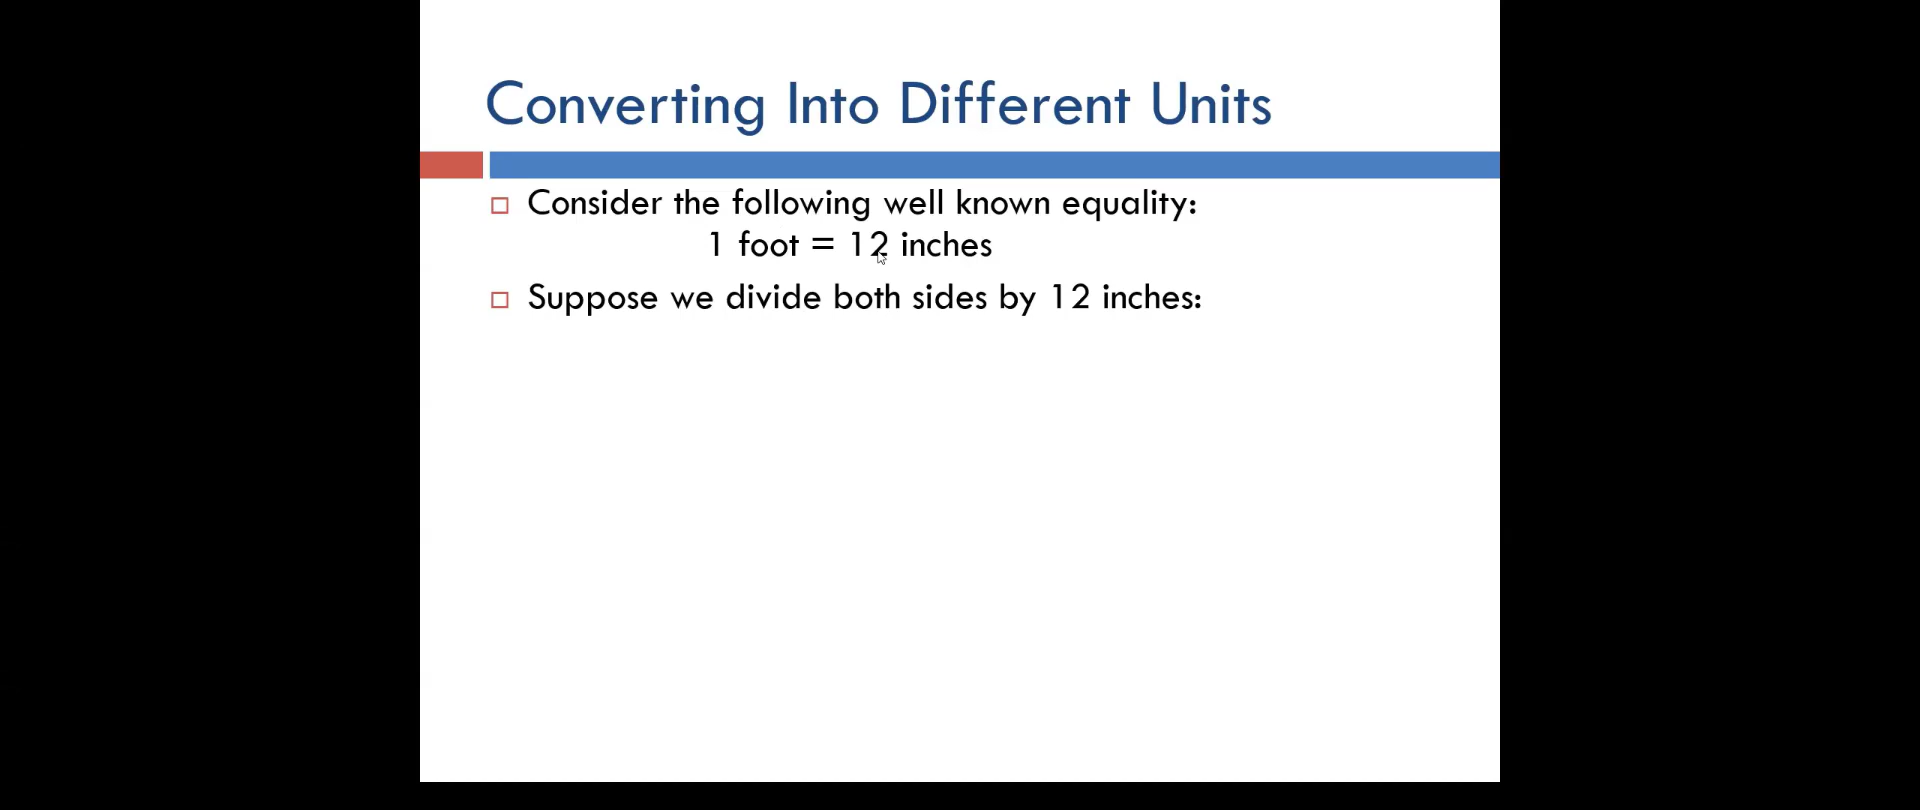 Converting Into Different Units
Consider the following well known equality:
1 foot = 12 inches
Suppose we divide both sides by 12 inches: